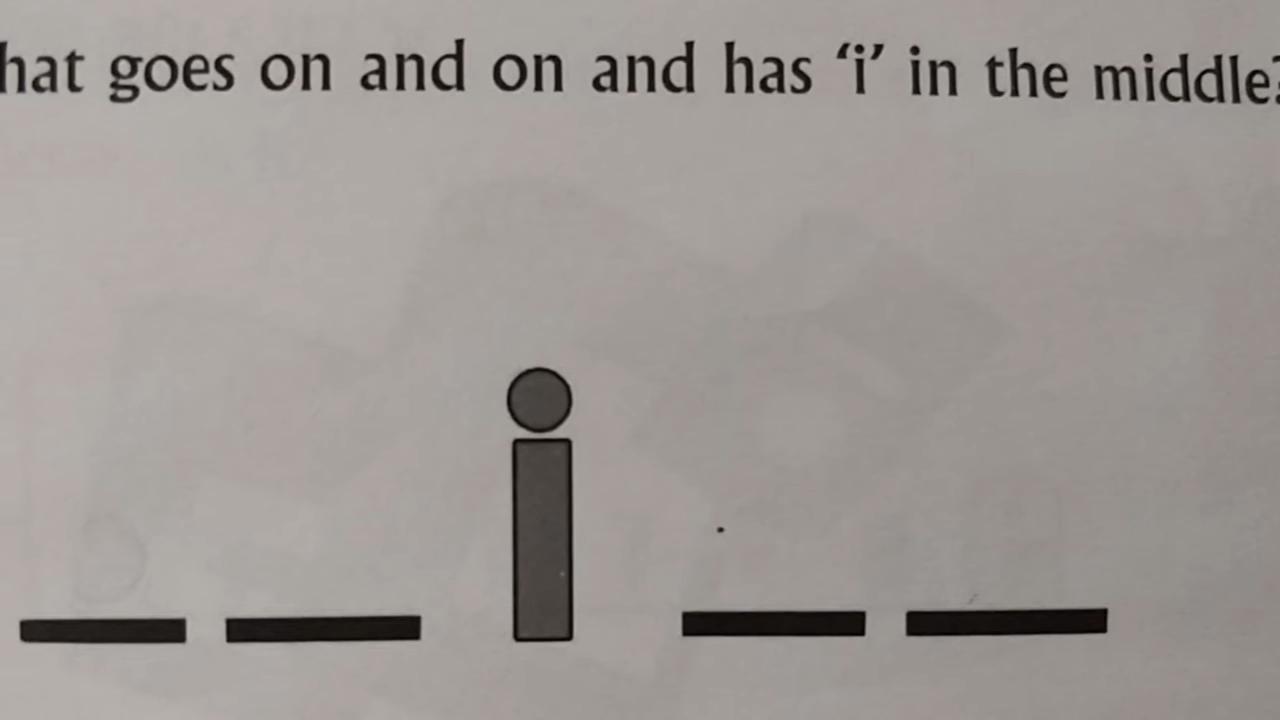 hat goes on and on and has ‘i’ in the middle?
i